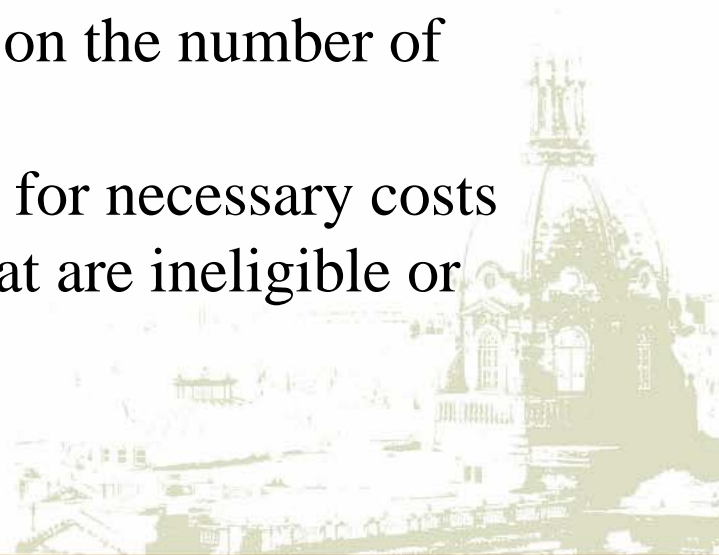 on the number of
for necessary costs
at are ineligible or